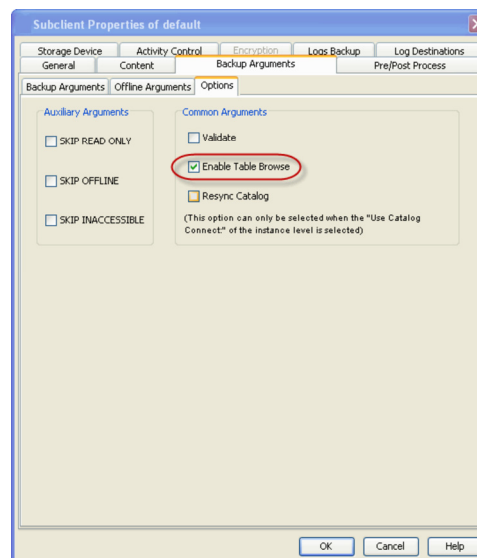 Subclient Properties of default
Storage Device Activity Control Encryption Logs Backup Log Destinations
General Content Backup Arguments Pre/Post Process
Backup Arguments Offline Arguments Options
Auxiliary Arguments Common Arguments
SKIP READ ONLY Validate
Enable Table Browse
SKIP OFFLINE
Resync Catalog
SKIP INACCESSIBLE (This option can only be selected when the "Use Catalog
Connect:" of the instance level is selected)
OK Cancel Help